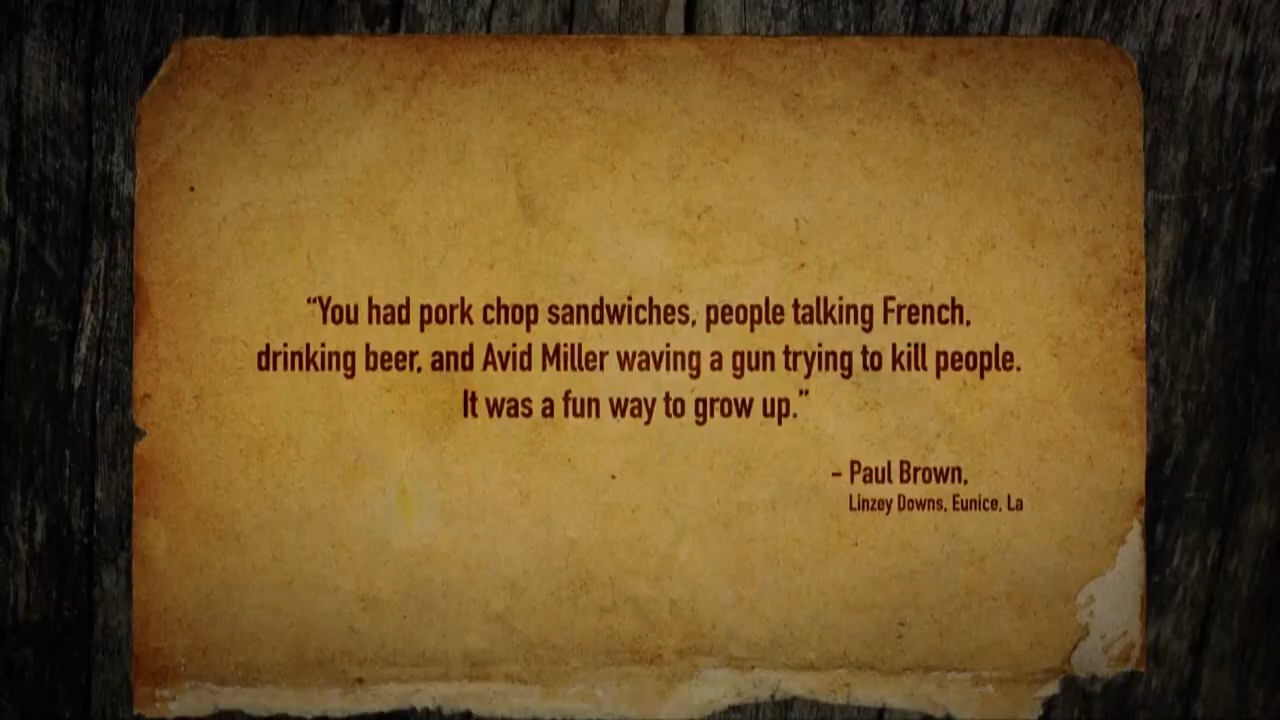 “You had pork chop sandwiches, people talking French,
drinking beer, and Avid Miller waving a gun trying to kill people.
It was a fun way to grow up.”
– Paul Brown,
Linzey Downs, Eunice, La